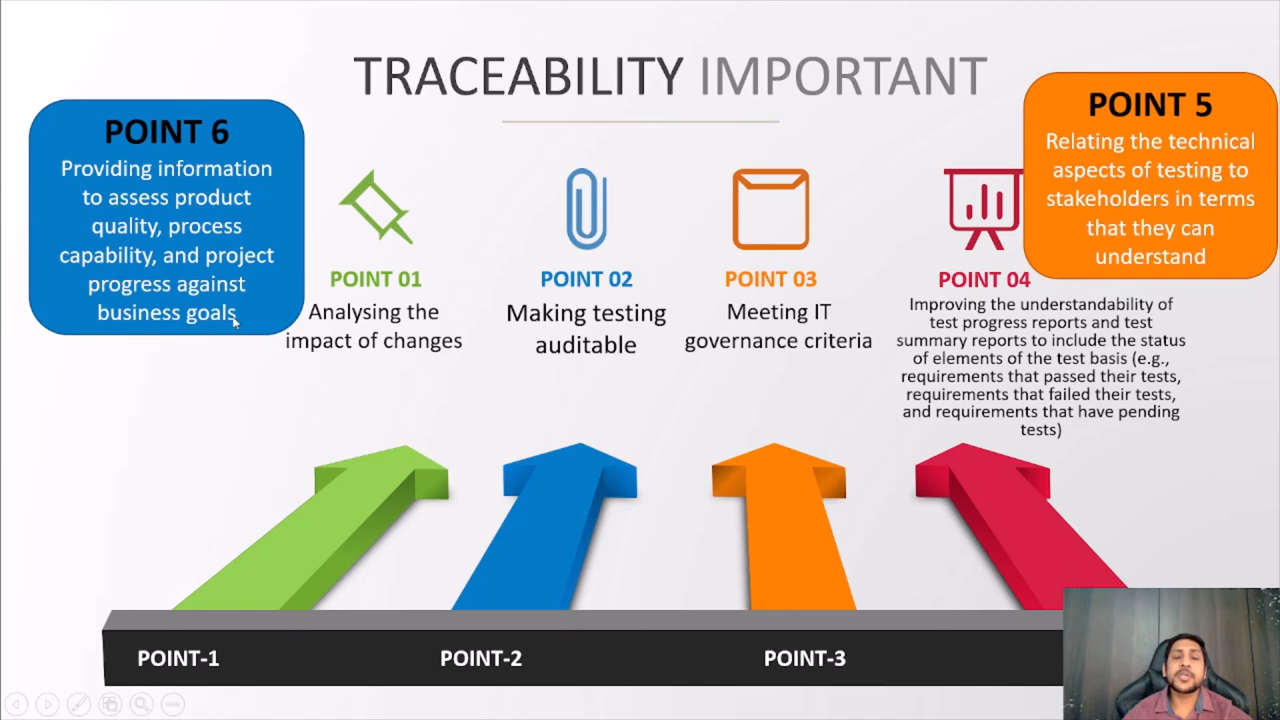 TRACEABILITY IMPORTANT
POINT 6
Providing information
to assess product
quality, process
capability, and project
progress against
business goals
POINT 01
Analysing the
impact of changes
POINT 02
Making testing
auditable
POINT 03
Meeting IT
governance criteria
POINT 04
Improving the understandability of
test progress reports and test
summary reports to include the status
of elements of the test basis (e.g.,
requirements that passed their tests,
requirements that failed their tests,
and requirements that have pending
tests)
POINT 5
Relating the technical
aspects of testing to
stakeholders in terms
that they can
understand
POINT-1
POINT-2
POINT-3